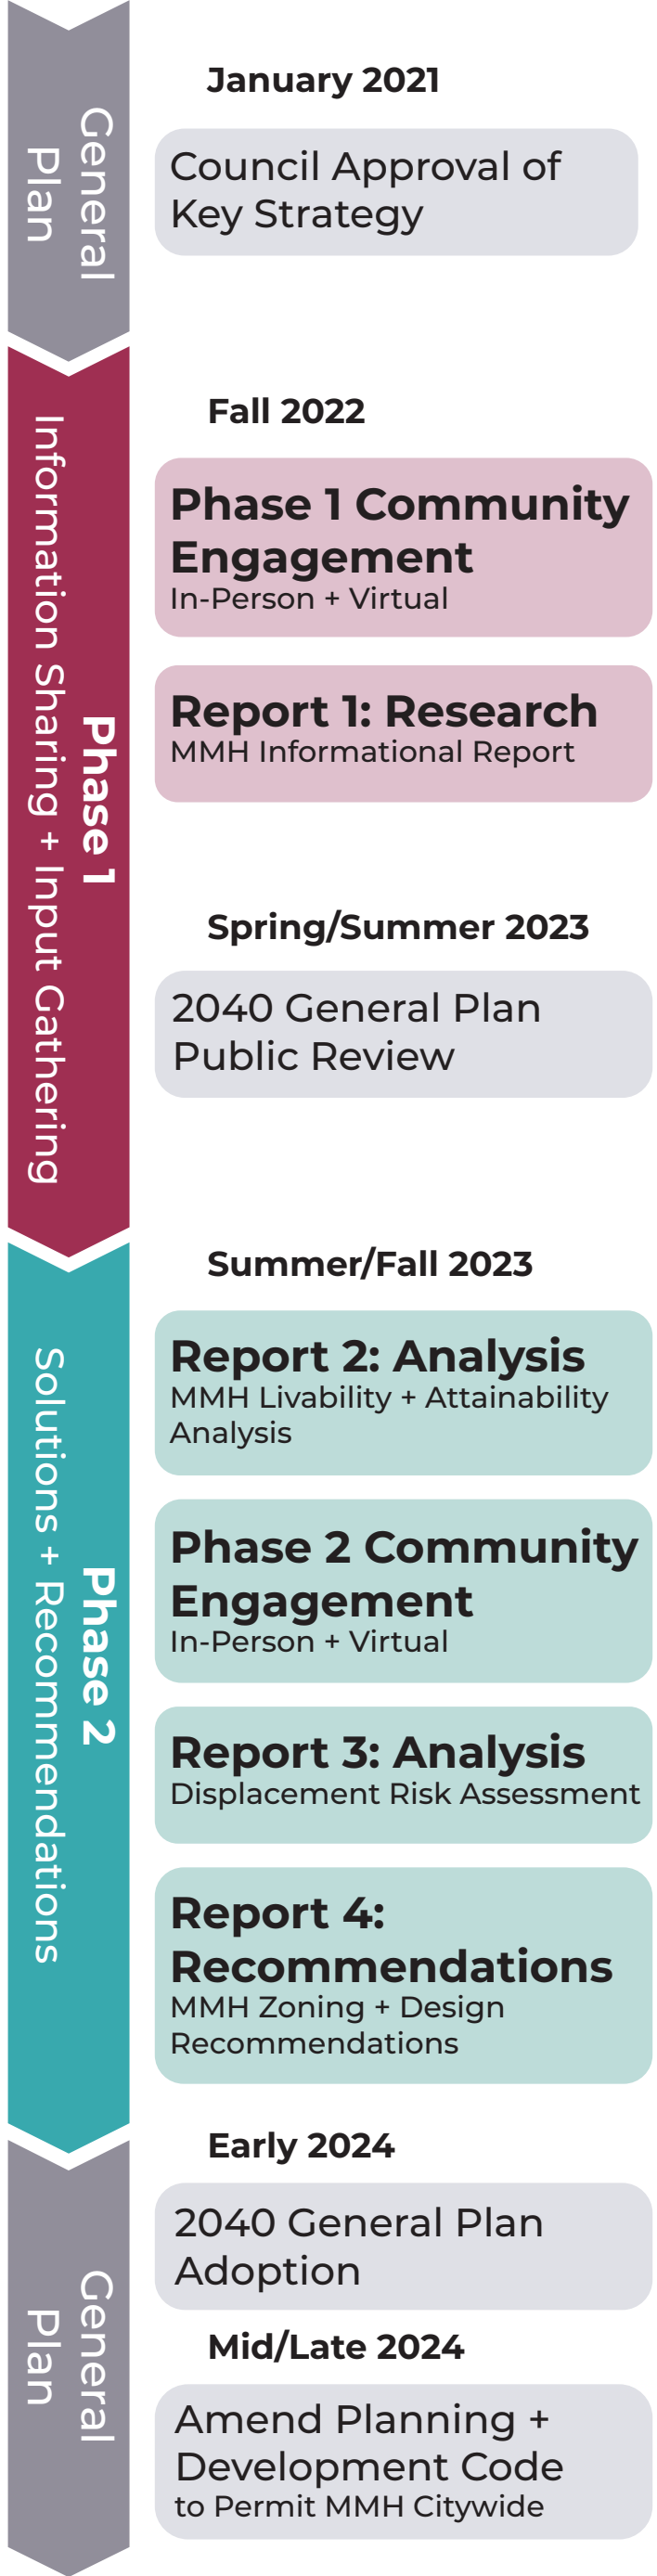 General
Plan
January 2021
Council Approval of
Key Strategy
Phase 1
Information Sharing + Input Gathering
Fall 2022
Phase 1 Community
Engagement
In-Person + Virtual
Report 1: Research
MMH Informational Report
Spring/Summer 2023
2040 General Plan
Public Review
Phase 2
Solutions + Recommendations
Summer/Fall 2023
Report 2: Analysis
MMH Livability + Attainability
Analysis
Phase 2 Community
Engagement
In-Person + Virtual
Report 3: Analysis
Displacement Risk Assessment
Report 4:
Recommendations
MMH Zoning + Design
Recommendations
General
Plan
Early 2024
2040 General Plan
Adoption
Mid/Late 2024
Amend Planning +
Development Code
to Permit MMH Citywide